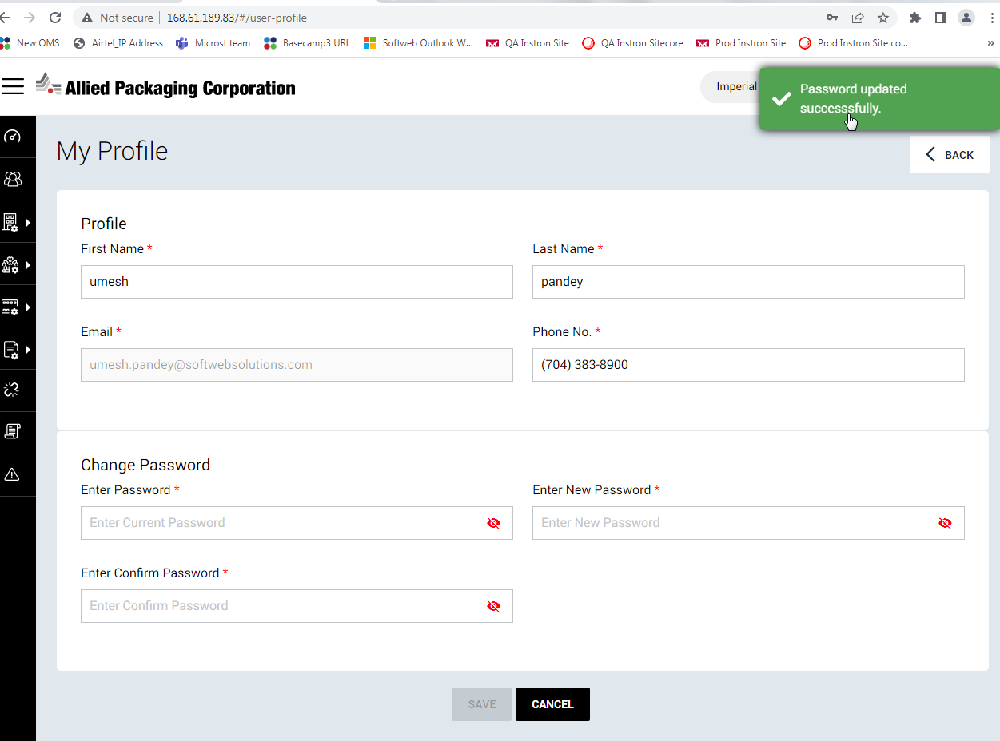 Not secure 168.61.189.83/#/user-profile
New OMS Airtel_IP Address Microst team Basecamp3 URL Softweb Outlook W... QA Instron Site QA Instron Sitecore Prod Instron Site Prod Instron Site co... »
Allied Packaging Corporation
Imperial
Password updated
successsfully.
My Profile
BACK
Profile
First Name *
Last Name *
umesh
pandey
Email *
Phone No. *
umesh.pandey@softwebsolutions.com
(704) 383-8900
Change Password
Enter Password *
Enter New Password *
Enter Current Password
Enter New Password
Enter Confirm Password *
Enter Confirm Password
SAVE
CANCEL